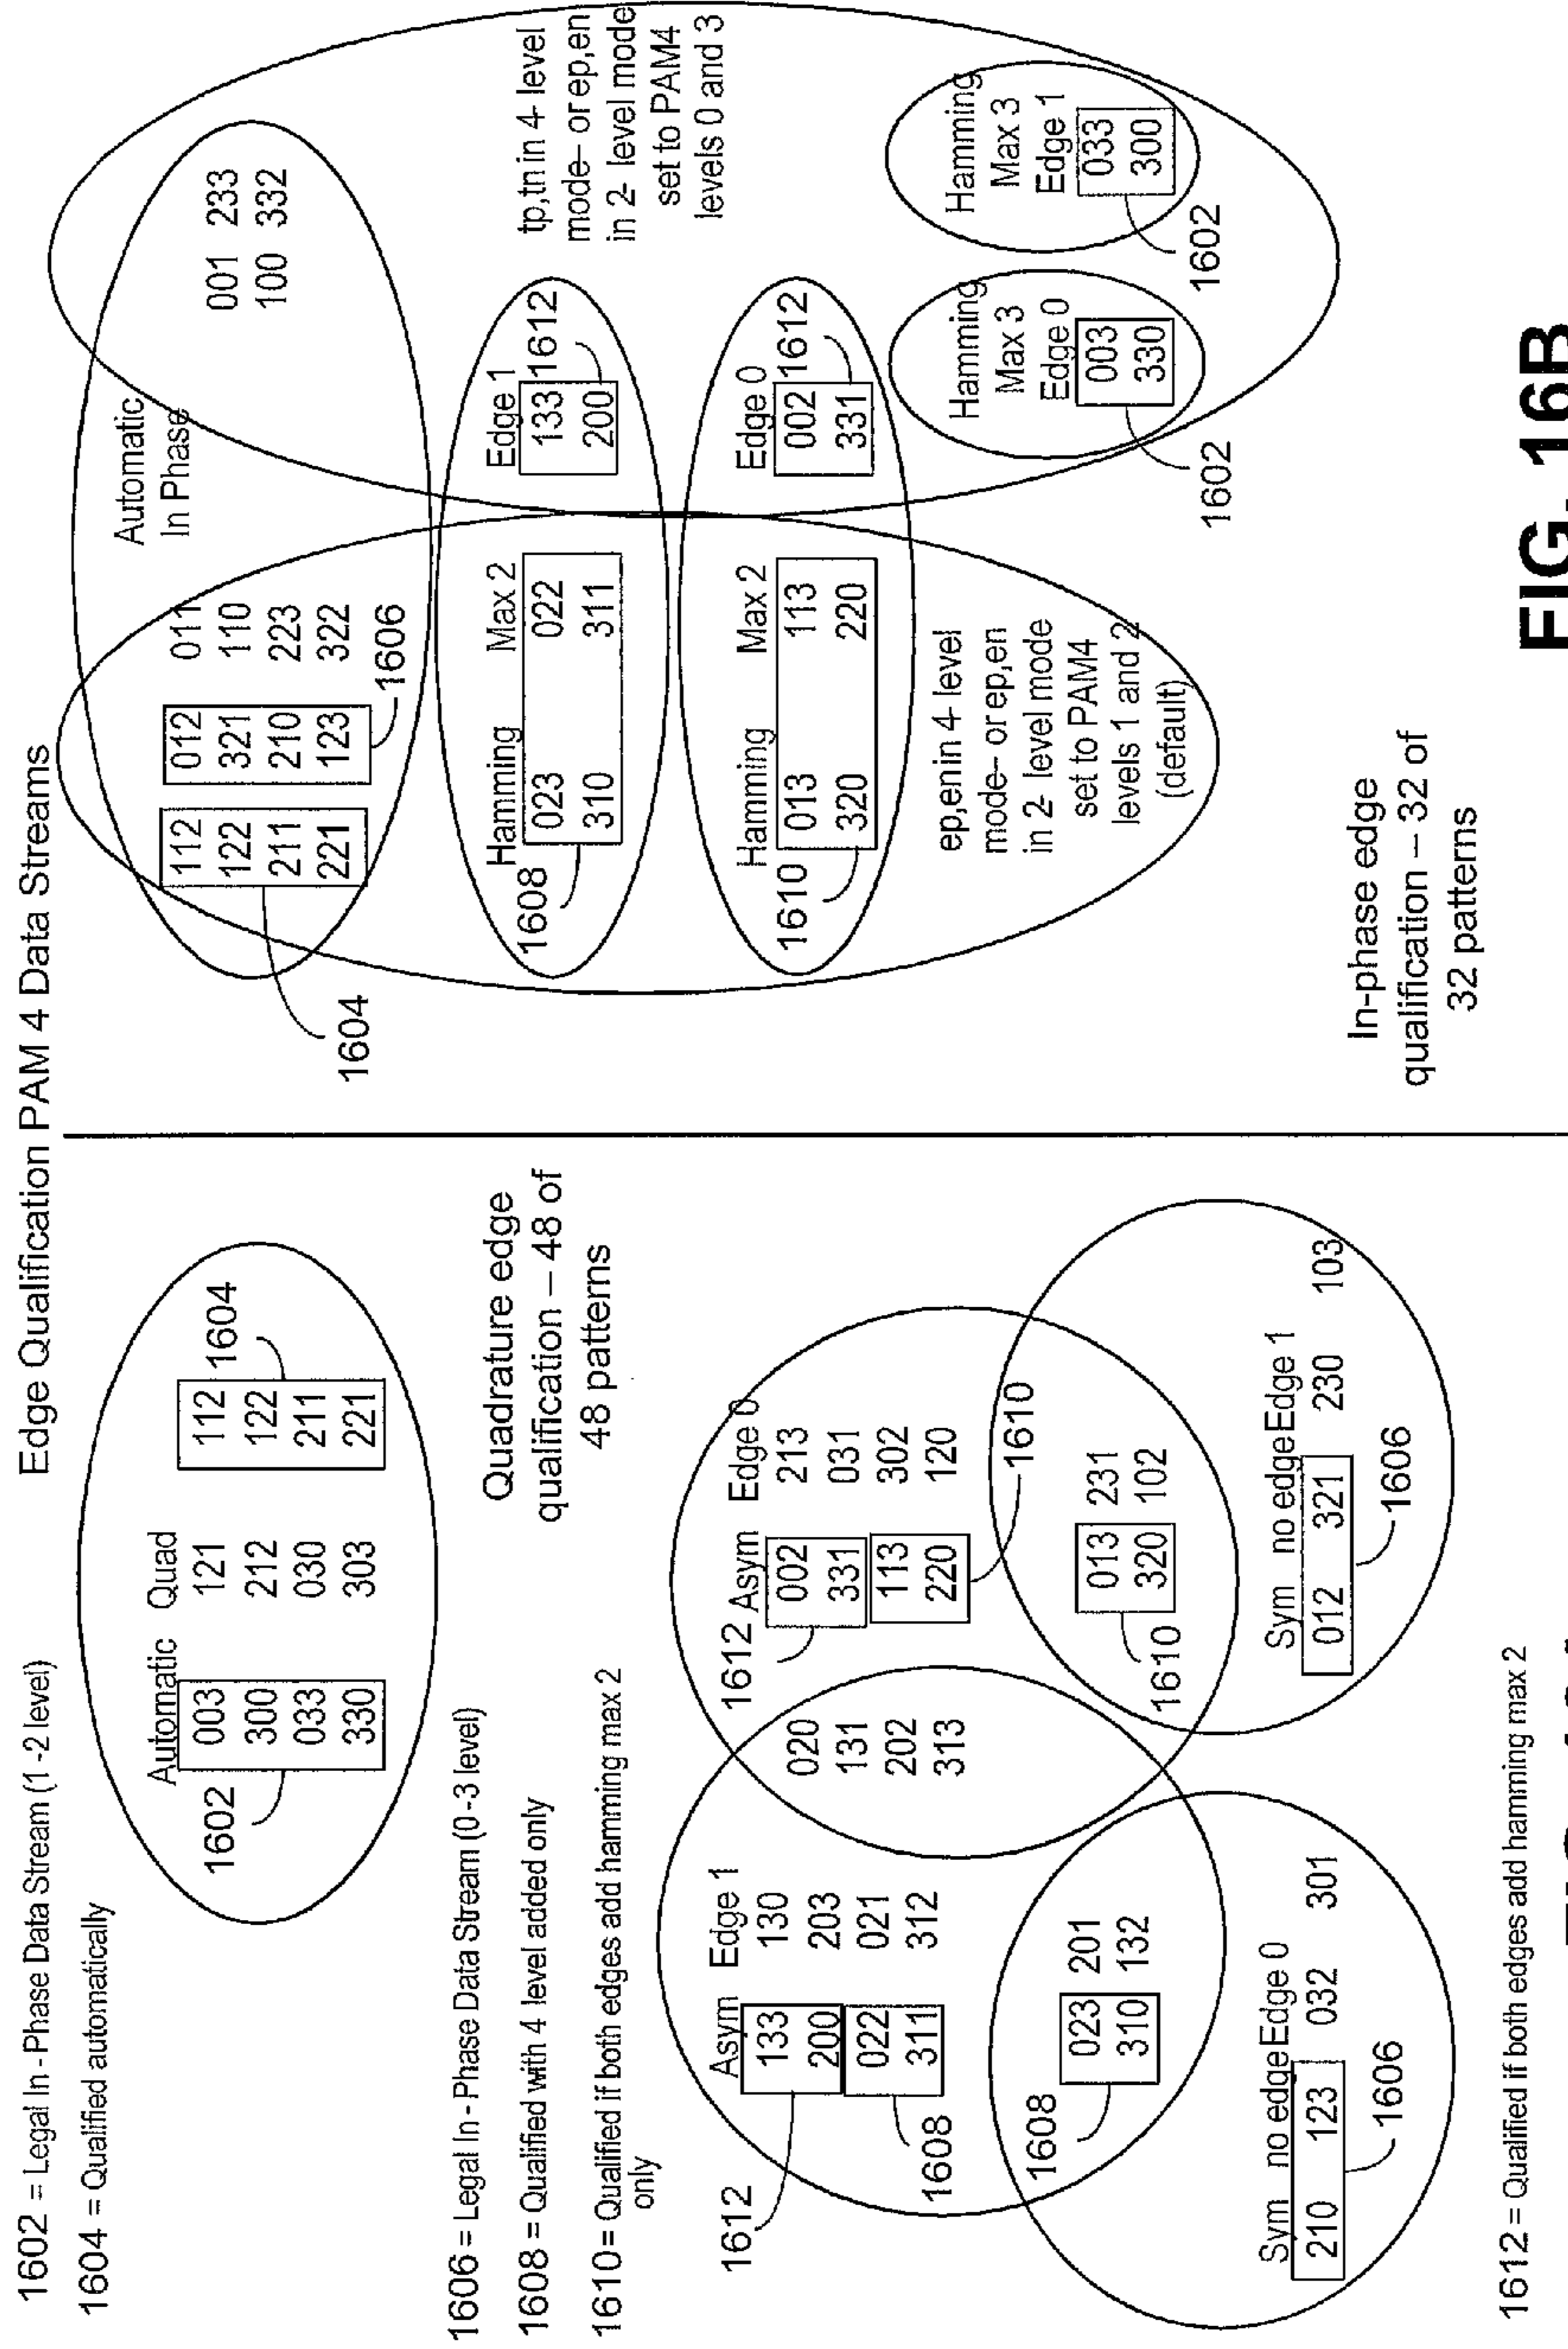 Edge Qualification PAM 4 Data Streams
1602 = Legal In - Phase Data Stream (1 -2 level)
1604 = Qualified automatically
Automatic Quad
003 121 112
300 212 122
033 030 211
330 303 221
1602
1604
Quadrature edge
qualification – 48 of
48 patterns
1606 = Legal In - Phase Data Stream (0 -3 level)
1608 = Qualified with 4 level added only
1610 = Qualified if both edges add hamming max 2
only
Asym Edge 1
133 130
200 203
022 021
311 312
1612
1608
020
131
202
313
1612 Asym Edge 0
002 213
331 031
113 302
220 120
1610
1608
023 201
310 132
013 231
320 102
1610
Sym no edge Edge 0
210 123 032 301
1606
Sym no edge Edge 1
012 321 230 103
1606
1612 = Qualified if both edges add hamming max 2
Automatic
In Phase
112 012 011
122 321 110
211 210 223
221 123 322
1604
1606
001 233
100 332
Hamming Max 2 Edge 1
023 022 133
310 311 200
1608
1612
tp,tn in 4- level
mode– or ep,en
in 2- level mode
set to PAM4
levels 0 and 3
Hamming Max 2 Edge 0
013 113 002
320 220 331
1610
1612
ep,en in 4- level
mode– or ep,en
in 2- level mode
set to PAM4
levels 1 and 2
(default)
Hamming
Max 3
Edge 0
003
330
1602
Hamming
Max 3
Edge 1
033
300
1602
In-phase edge
qualification – 32 of
32 patterns
FIG. 16B